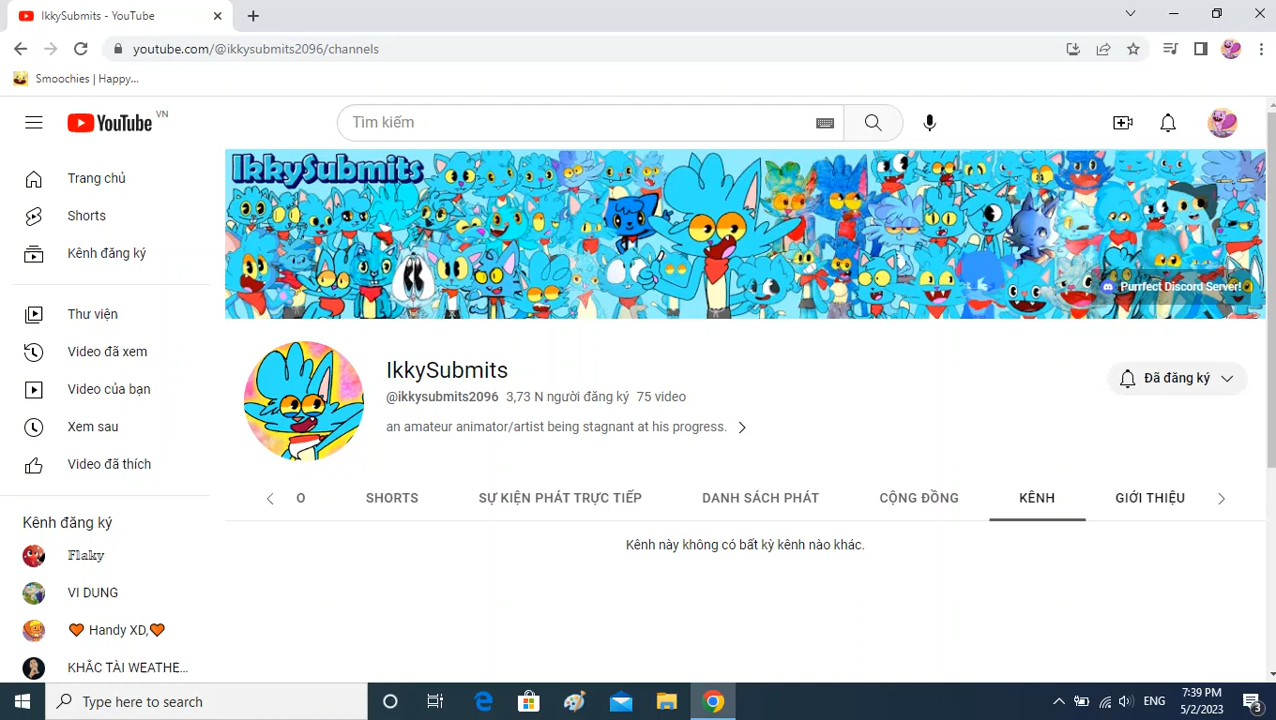 IkkySubmits - YouTube
youtube.com/@ikkysubmits2096/channels
Smoochies | Happy...
YouTube VN
Tìm kiếm
Trang chủ
Shorts
Kênh đăng ký
Thư viện
Video đã xem
Video của bạn
Xem sau
Video đã thích
Kênh đăng ký
Flaky
VI DUNG
🧡 Handy XD,🧡
KHẮC TÀI WEATHE...
IkkySubmits
Purrfect Discord Server!
IkkySubmits
@ikkysubmits2096 3,73 N người đăng ký 75 video
an amateur animator/artist being stagnant at his progress.
Đã đăng ký
O SHORTS SỰ KIỆN PHÁT TRỰC TIẾP DANH SÁCH PHÁT CỘNG ĐỒNG KÊNH GIỚI THIỆU
Kênh này không có bất kỳ kênh nào khác.
Type here to search
ENG
7:39 PM
5/2/2023
3